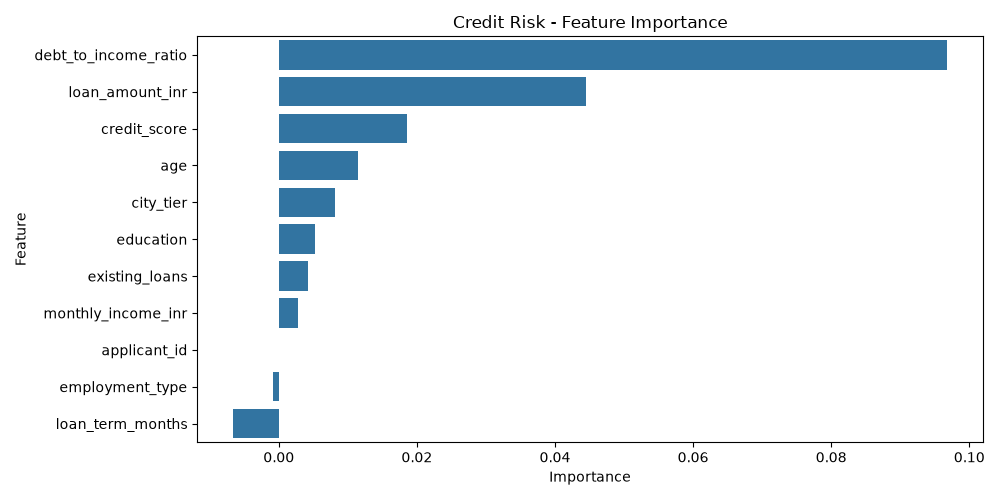 Credit Risk - Feature Importance
debt_to_income_ratio
loan_amount_inr
credit_score
age
city_tier
education
existing_loans
monthly_income_inr
applicant_id
employment_type
loan_term_months
Feature
0.00 0.02 0.04 0.06 0.08 0.10
Importance